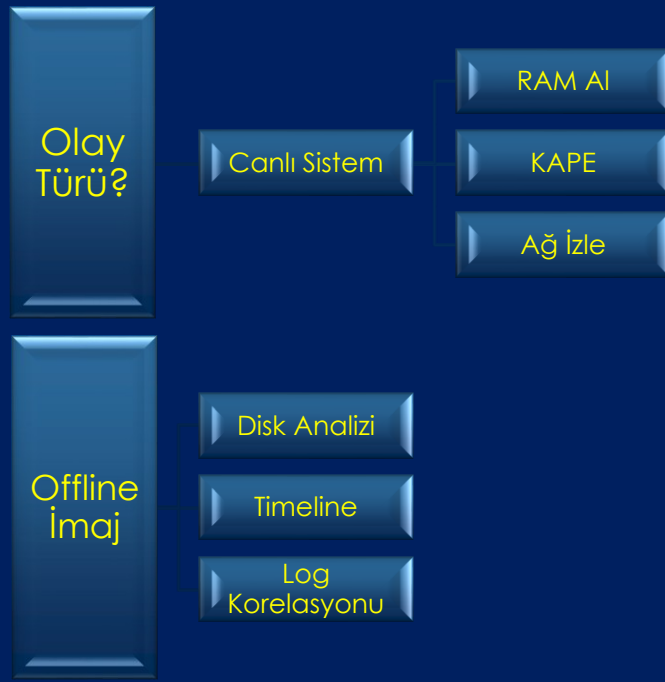 Olay
Türü?
Canlı Sistem
RAM Al
KAPE
Ağ İzle
Offline
İmaj
Disk Analizi
Timeline
Log
Korelasyonu